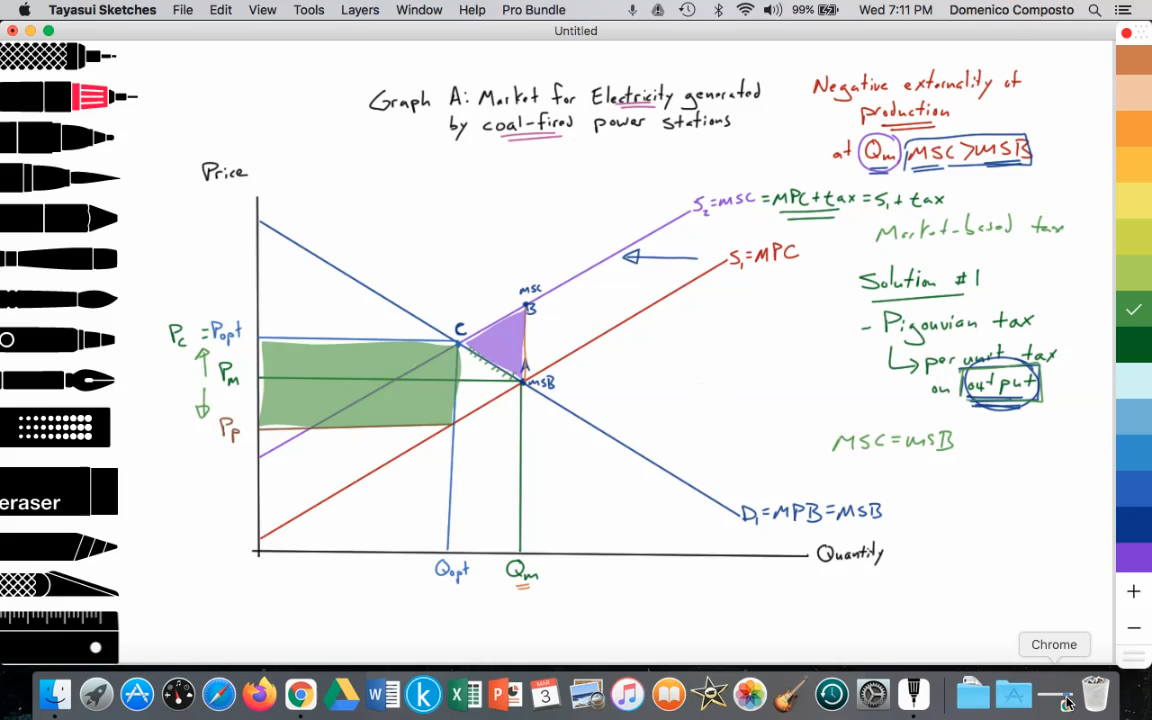 Tayasui Sketches File Edit View Tools Layers Window Help Pro Bundle 99% Wed 7:11 PM Domenico Composto
Untitled
Graph A: Market for Electricity generated
by coal-fired power stations
Negative externality of
production
at Qm MSC > MSB
Price
S2=MSC = MPC+tax = S1 + tax
Market-based tax
S1=MPC
Solution #1
- Pigouvian tax
per unit tax
on output
MSC = MSB
MSC
B
C
A
MSB
Pc = Popt
Pm
Pp
D1=MPB=MSB
Quantity
Qopt
Qm
eraser
Chrome
W
k
X
P
MAR
3